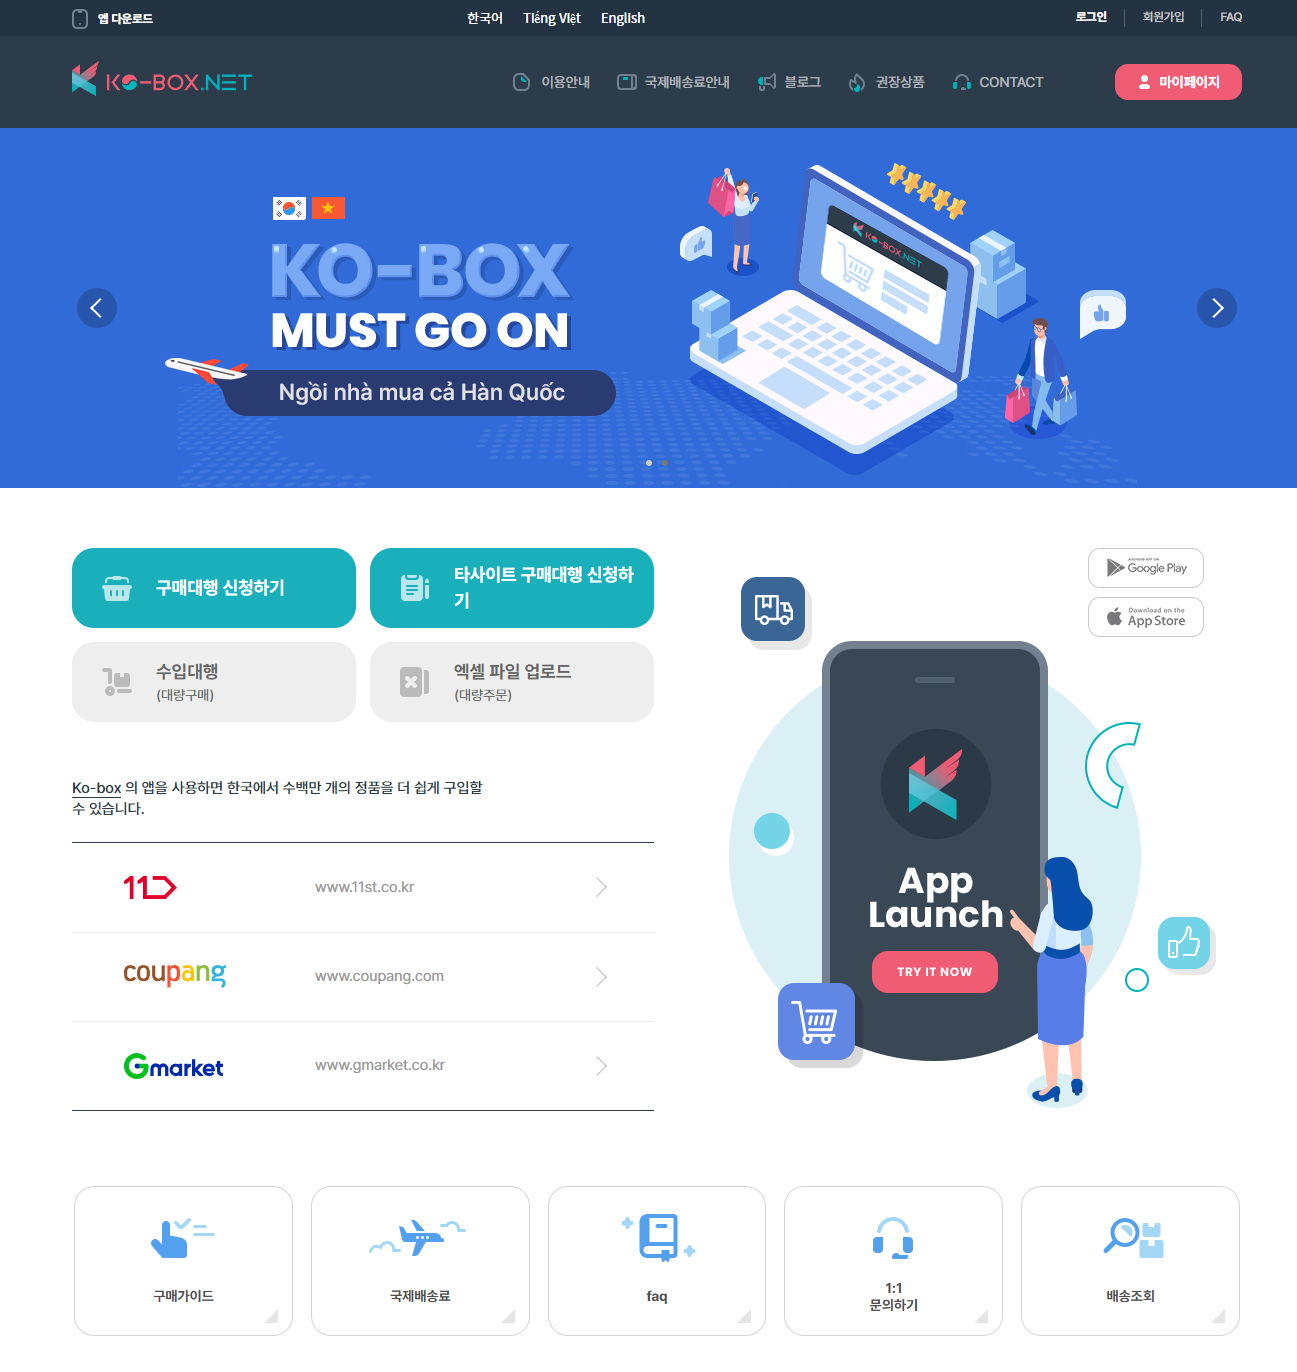 앱 다운로드
한국어 Tiếng Việt English
로그인 회원가입 FAQ
KO-BOX.NET
이용안내 국제배송료안내 블로그 권장상품 CONTACT
마이페이지
KO-BOX
MUST GO ON
Ngồi nhà mua cả Hàn Quốc
KO-BOX.NET
구매대행 신청하기
타사이트 구매대행 신청하
기
수입대행
(대량구매)
엑셀 파일 업로드
(대량주문)
ANDROID APP ON
Google Play
Download on the
App Store
Ko-box 의 앱을 사용하면 한국에서 수백만 개의 정품을 더 쉽게 구입할
수 있습니다.
11
www.11st.co.kr
coupang
www.coupang.com
Gmarket
www.gmarket.co.kr
App
Launch
TRY IT NOW
구매가이드
국제배송료
faq
1:1
문의하기
배송조회